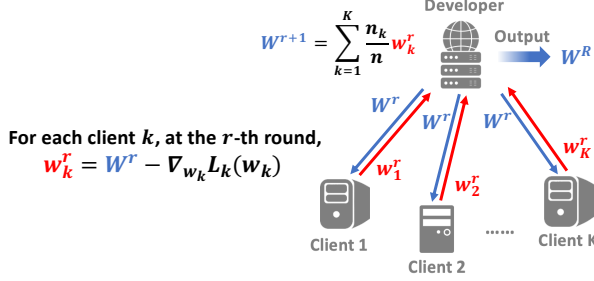 Developer
W^{r+1} = \sum_{k=1}^{K} \frac{n_k}{n} w_k^r
Output
W^R
W^r
W^r
W^r
For each client k, at the r-th round,
w_k^r = W^r − ∇_{w_k} L_k(w_k)
w_1^r
w_2^r
w_K^r
Client 1
Client 2
......
Client K